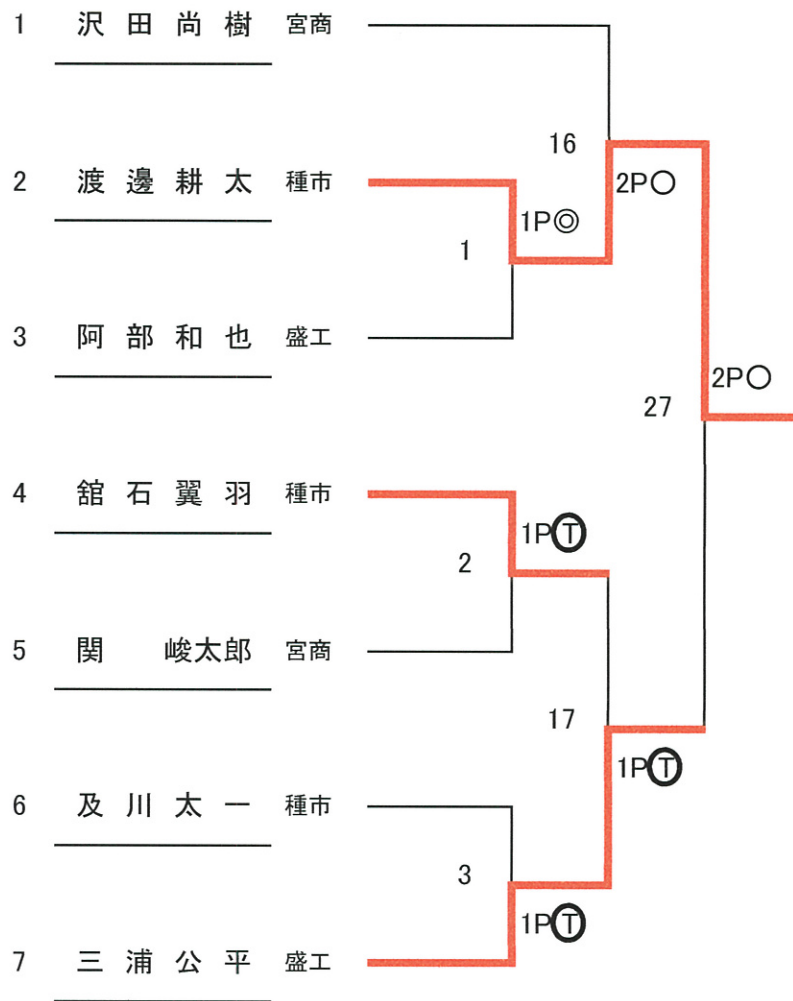 1 沢田尚樹 宮商
16
2 渡邊耕太 種市
2P○
1P◎
1
3 阿部和也 盛工
2P○
27
4 舘石翼羽 種市
1PⓉ
2
5 関 峻太郎 宮商
17
1PⓉ
6 及川太一 種市
3
1PⓉ
7 三浦公平 盛工